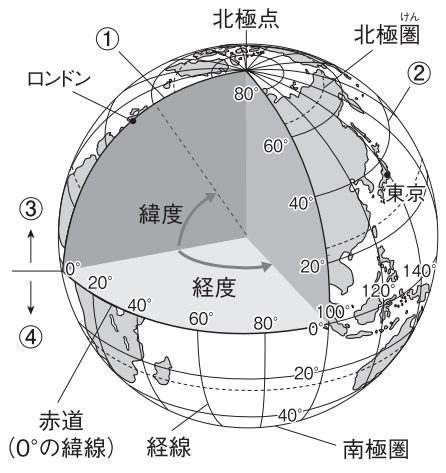 北極点
北極圏
けん
①
②
ロンドン
80°
60°
東京
緯度
40°
③
経度
20°
0°
20°
140°
120°
100°
0°
40°
60°
80°
④
20°
40°
赤道
(0°の緯線)
経線
南極圏